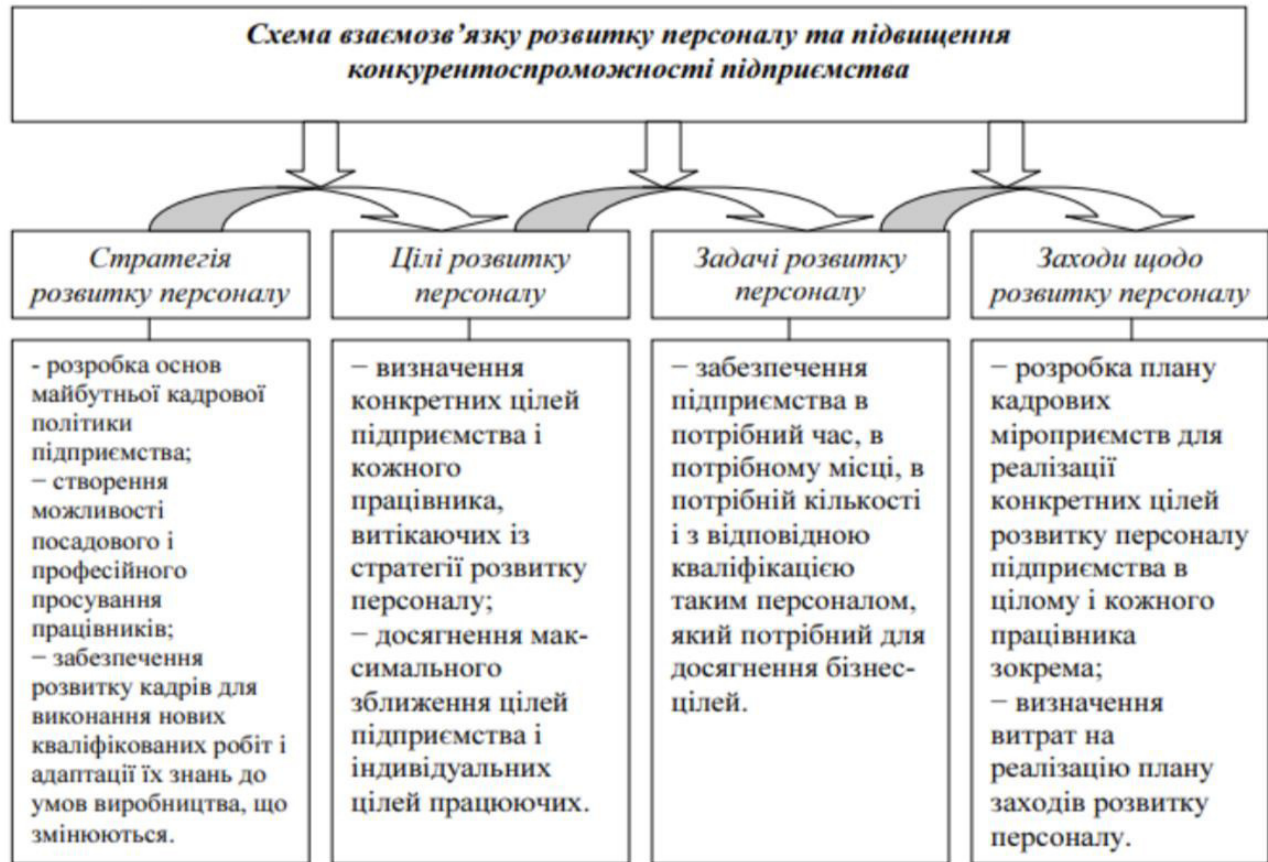 Схема взаємозв’язку розвитку персоналу та підвищення
конкурентоспроможності підприємства
Стратегія
розвитку персоналу
Цілі розвитку
персоналу
Задачі розвитку
персоналу
Заходи щодо
розвитку персоналу
- розробка основ
майбутньої кадрової
політики
підприємства;
− створення
можливості
посадового і
професійного
просування
працівників;
− забезпечення
розвитку кадрів для
виконання нових
кваліфікованих робіт і
адаптації їх знань до
умов виробництва, що
змінюються.
− визначення
конкретних цілей
підприємства і
кожного
працівника,
витікаючих із
стратегії розвитку
персоналу;
− досягнення мак-
симального
зближення цілей
підприємства і
індивідуальних
цілей працюючих.
− забезпечення
підприємства в
потрібний час, в
потрібному місці, в
потрібній кількості
і з відповідною
кваліфікацією
таким персоналом,
який потрібний для
досягнення бізнес-
цілей.
− розробка плану
кадрових
міроприємств для
реалізації
конкретних цілей
розвитку персоналу
підприємства в
цілому і кожного
працівника
зокрема;
− визначення
витрат на
реалізацію плану
заходів розвитку
персоналу.